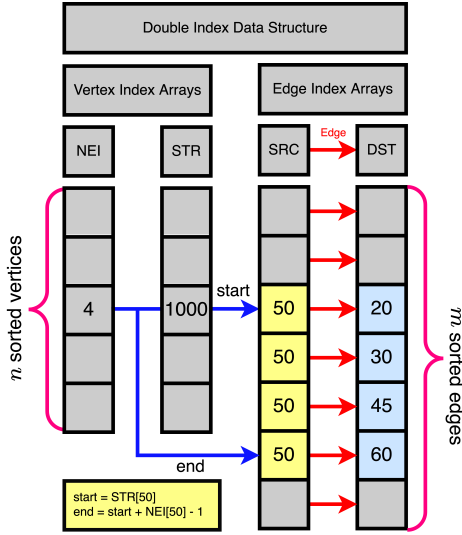 Double Index Data Structure
Vertex Index Arrays
Edge Index Arrays
NEI
STR
SRC
Edge
DST
n sorted vertices
4
1000
start
50
20
50
30
50
45
50
60
end
m sorted edges
start = STR[50]
end = start + NEI[50] - 1